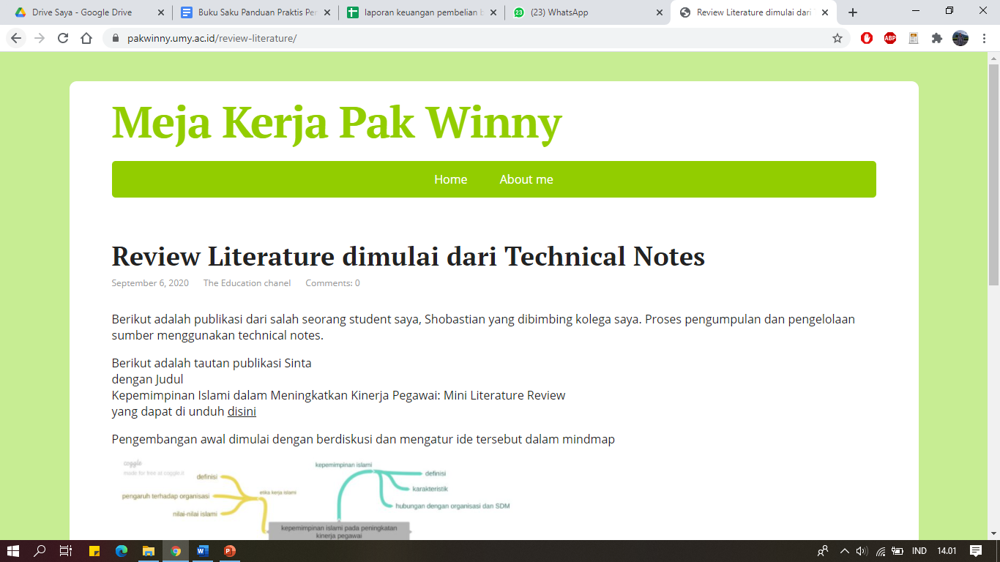 Drive Saya - Google Drive
Buku Saku Panduan Praktis Per
laporan keuangan pembelian b
23
(23) WhatsApp
Review Literature dimulai dari
pakwinny.umy.ac.id/review-literature/
ABP
Meja Kerja Pak Winny
Home About me
Review Literature dimulai dari Technical Notes
September 6, 2020 The Education chanel Comments: 0
Berikut adalah publikasi dari salah seorang student saya, Shobastian yang dibimbing kolega saya. Proses pengumpulan dan pengelolaan
sumber menggunakan technical notes.
Berikut adalah tautan publikasi Sinta
dengan Judul
Kepemimpinan Islami dalam Meningkatkan Kinerja Pegawai: Mini Literature Review
yang dapat di unduh disini
Pengembangan awal dimulai dengan berdiskusi dan mengatur ide tersebut dalam mindmap
coggle
made for free at coggle.it
definisi
pengaruh terhadap organisasi
nilai-nilai islami
etika kerja islami
kepemimpinan islami
definisi
karakteristik
hubungan dengan organisasi dan SDM
kepemimpinan islami pada peningkatan
kinerja pegawai
IND 14.01